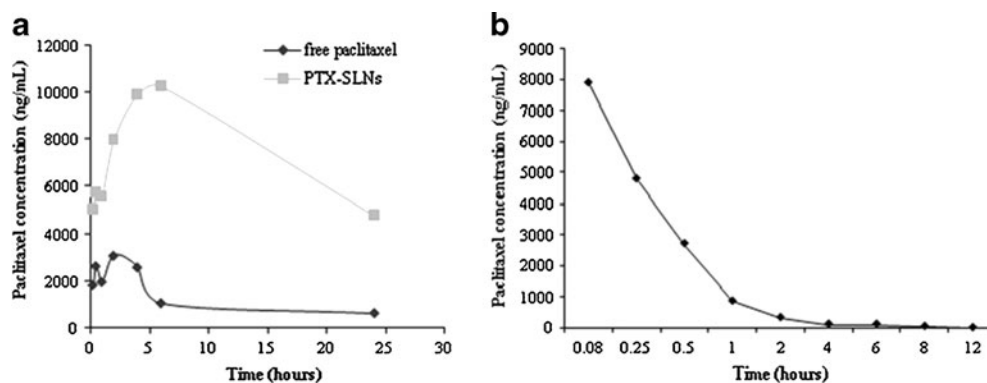 a
12000
10000
8000
6000
4000
2000
0
Paclitaxel concentration (ng/mL)
free paclitaxel
PTX-SLNs
0 5 10 15 20 25 30
Time (hours)
b
9000
8000
7000
6000
5000
4000
3000
2000
1000
0
Paclitaxel concentration (ng/mL)
0.08 0.25 0.5 1 2 4 6 8 12
Time (hours)